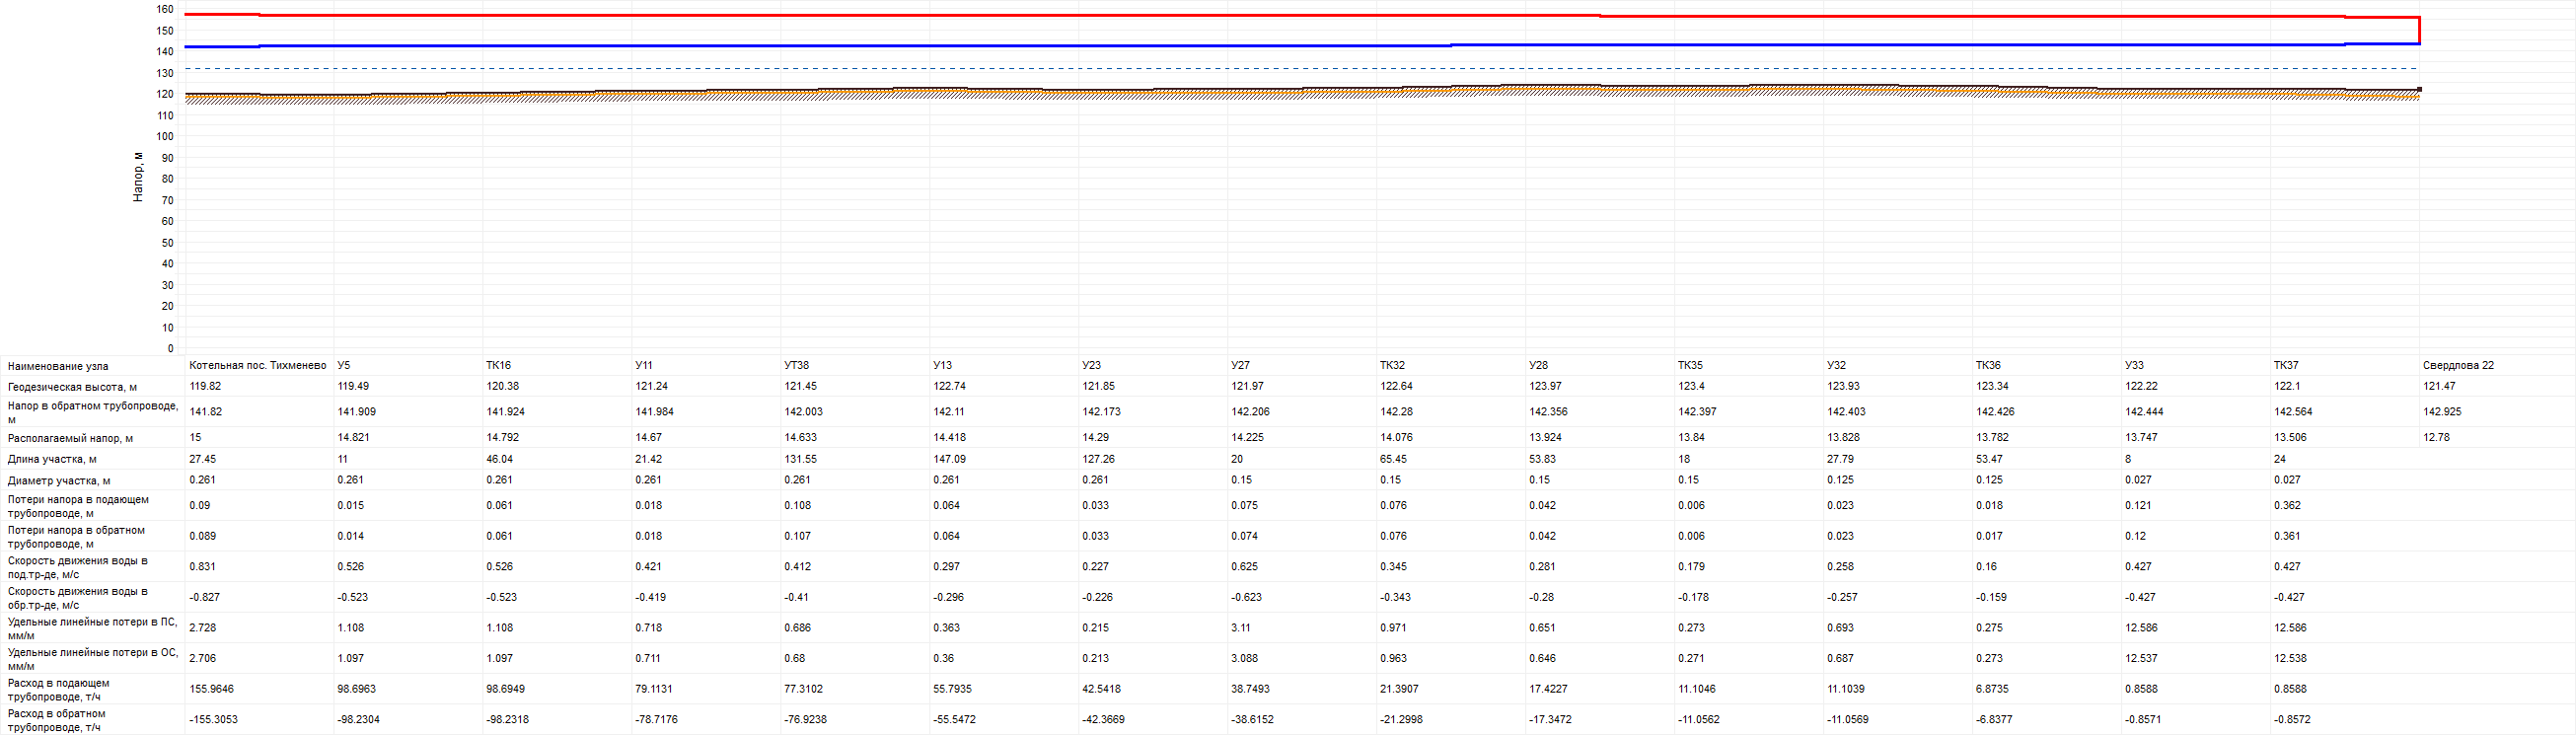 160
150
140
130
120
110
100
90
80
70
60
50
40
30
20
10
0
Напор, м
Наименование узла Котельная пос. Тихменево У5 ТК16 У11 УТ38 У13 У23 У27 ТК32 У28 ТК35 У32 ТК36 У33 ТК37 Свердлова 22
Геодезическая высота, м 119.82 119.49 120.38 121.24 121.45 122.74 121.85 121.97 122.64 123.97 123.4 123.93 123.34 122.22 122.1 121.47
Напор в обратном трубопроводе,
м
141.82 141.909 141.924 141.984 142.003 142.11 142.173 142.206 142.28 142.356 142.397 142.403 142.426 142.444 142.564 142.925
Располагаемый напор, м 15 14.821 14.792 14.67 14.633 14.418 14.29 14.225 14.076 13.924 13.84 13.828 13.782 13.747 13.506 12.78
Длина участка, м 27.45 11 46.04 21.42 131.55 147.09 127.26 20 65.45 53.83 18 27.79 53.47 8 24
Диаметр участка, м 0.261 0.261 0.261 0.261 0.261 0.261 0.261 0.15 0.15 0.15 0.15 0.125 0.125 0.027 0.027
Потери напора в подающем
трубопроводе, м
0.09 0.015 0.061 0.018 0.108 0.064 0.033 0.075 0.076 0.042 0.006 0.023 0.018 0.121 0.362
Потери напора в обратном
трубопроводе, м
0.089 0.014 0.061 0.018 0.107 0.064 0.033 0.074 0.076 0.042 0.006 0.023 0.017 0.12 0.361
Скорость движения воды в
под.тр-де, м/с
0.831 0.526 0.526 0.421 0.412 0.297 0.227 0.625 0.345 0.281 0.179 0.258 0.16 0.427 0.427
Скорость движения воды в
обр.тр-де, м/с
-0.827 -0.523 -0.523 -0.419 -0.41 -0.296 -0.226 -0.623 -0.343 -0.28 -0.178 -0.257 -0.159 -0.427 -0.427
Удельные линейные потери в ПС,
мм/м
2.728 1.108 1.108 0.718 0.686 0.363 0.215 3.11 0.971 0.651 0.273 0.693 0.275 12.586 12.586
Удельные линейные потери в ОС,
мм/м
2.706 1.097 1.097 0.711 0.68 0.36 0.213 3.088 0.963 0.646 0.271 0.687 0.273 12.537 12.538
Расход в подающем
трубопроводе, т/ч
155.9646 98.6963 98.6949 79.1131 77.3102 55.7935 42.5418 38.7493 21.3907 17.4227 11.1046 11.1039 6.8735 0.8588 0.8588
Расход в обратном
трубопроводе, т/ч
-155.3053 -98.2304 -98.2318 -78.7176 -76.9238 -55.5472 -42.3669 -38.6152 -21.2998 -17.3472 -11.0562 -11.0569 -6.8377 -0.8571 -0.8572